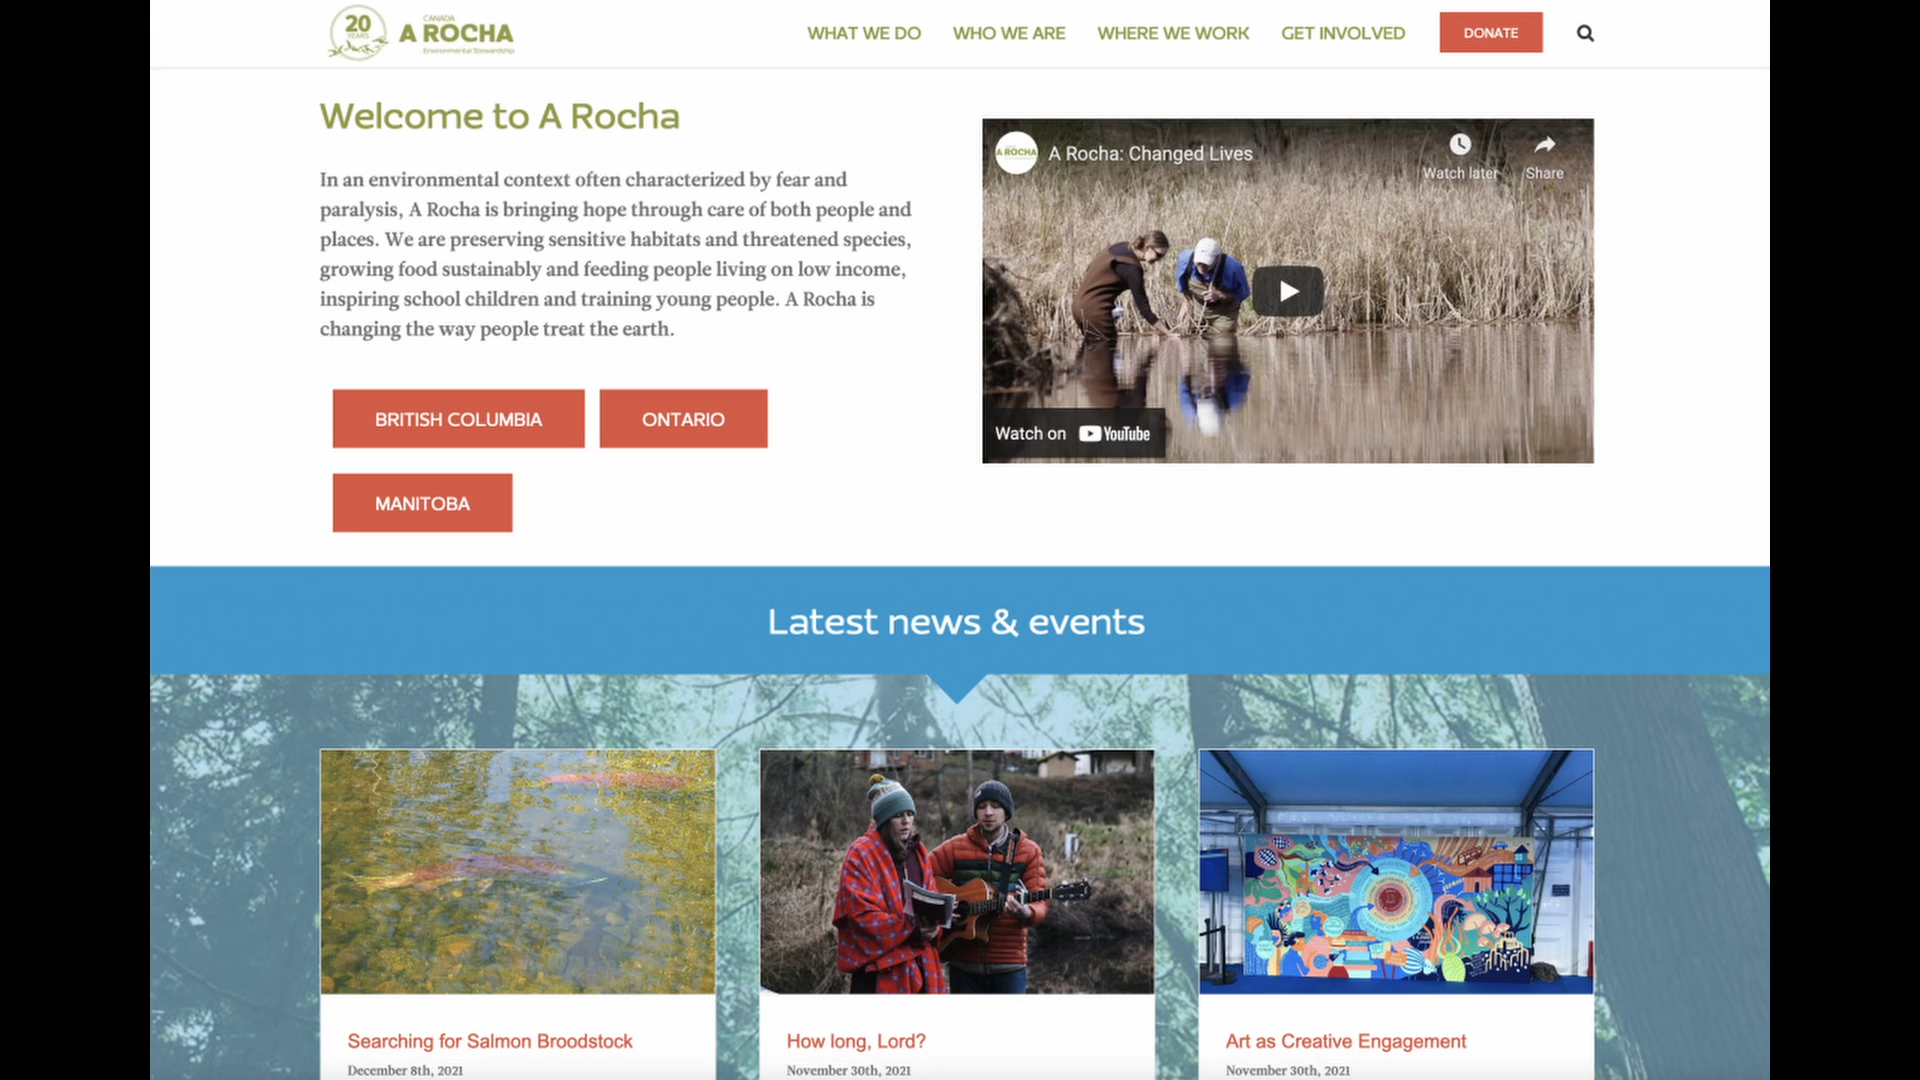 20
YEARS
CANADA
A ROCHA
Environmental Stewardship
WHAT WE DO
WHO WE ARE
WHERE WE WORK
GET INVOLVED
DONATE
Welcome to A Rocha
In an environmental context often characterized by fear and
paralysis, A Rocha is bringing hope through care of both people and
places. We are preserving sensitive habitats and threatened species,
growing food sustainably and feeding people living on low income,
inspiring school children and training young people. A Rocha is
changing the way people treat the earth.
BRITISH COLUMBIA
ONTARIO
MANITOBA
A ROCHA
A Rocha: Changed Lives
Watch later
Share
Watch on YouTube
Latest news & events
Searching for Salmon Broodstock
December 8th, 2021
How long, Lord?
November 30th, 2021
Art as Creative Engagement
November 30th, 2021